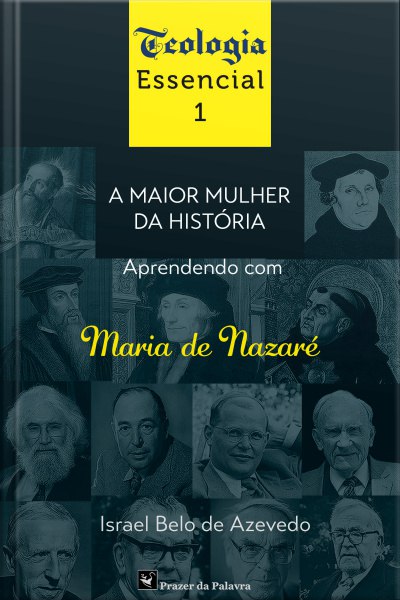 Teologia
Essencial
1
A MAIOR MULHER
DA HISTÓRIA
Aprendendo com
Maria de Nazaré
Israel Belo de Azevedo
Prazer da Palavra